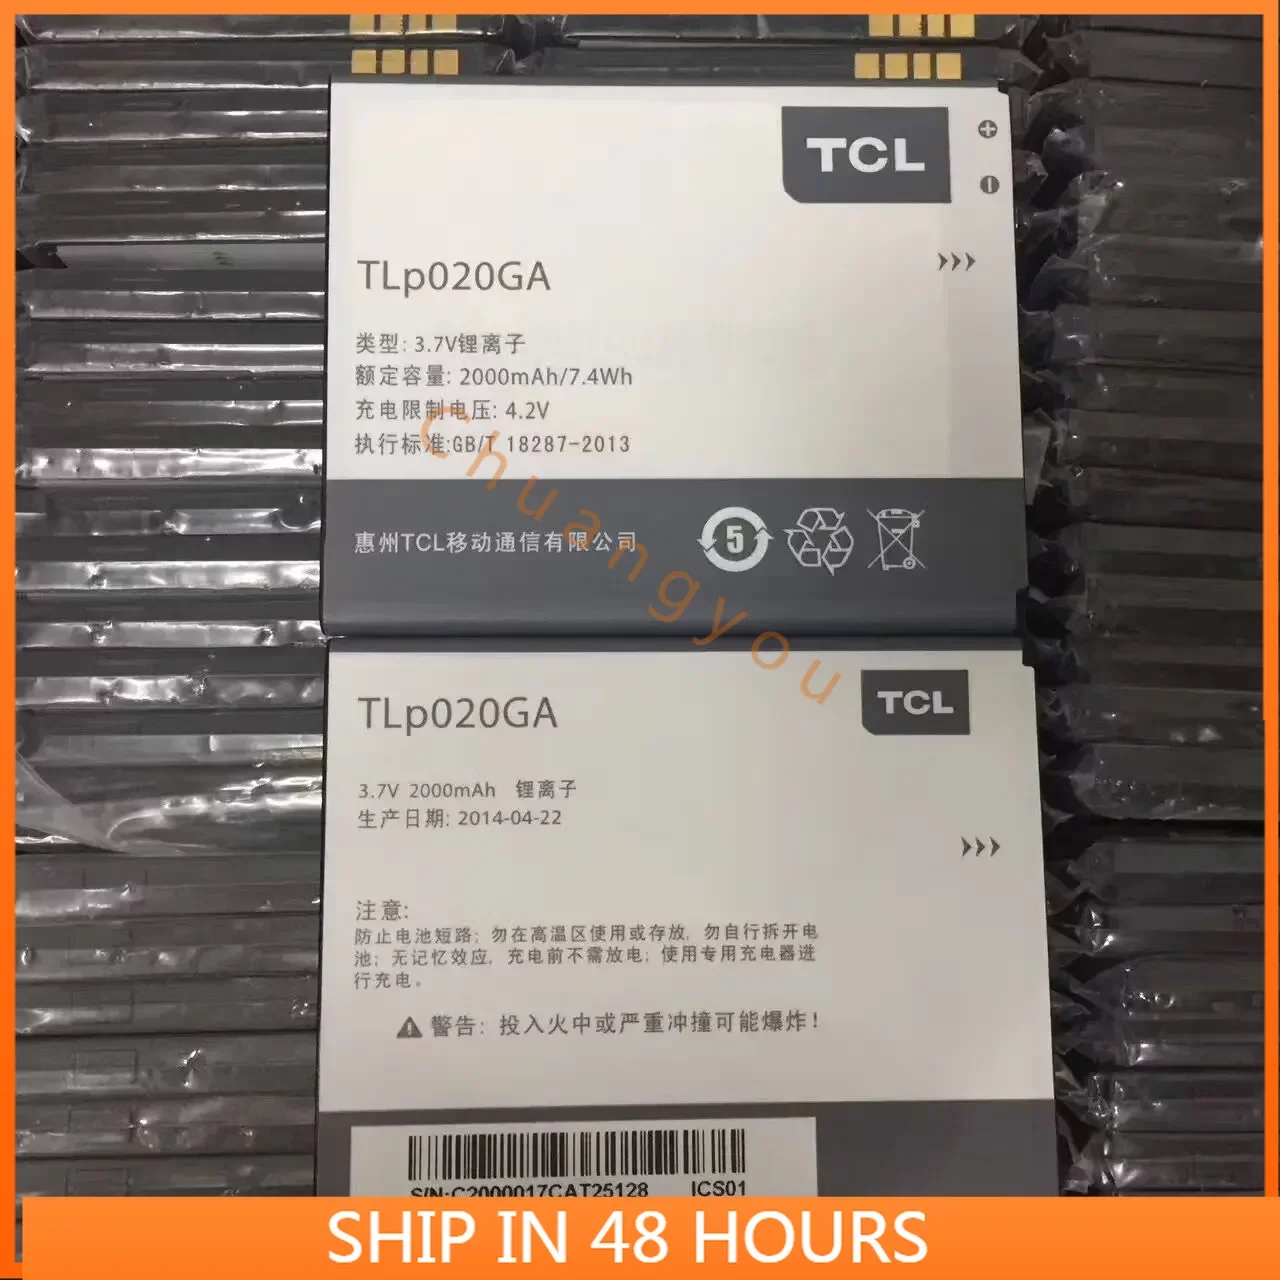 TCL
TLp020GA
类型: 3.7V锂离子
额定容量: 2000mAh/7.4Wh
充电限制电压: 4.2V
执行标准:GB/T 18287-2013
Chuangyou
惠州TCL移动通信有限公司
5
TCL
TLp020GA
3.7V 2000mAh 锂离子
生产日期: 2014-04-22
注意:
防止电池短路; 勿在高温区使用或存放, 勿自行拆开电
池; 无记忆效应, 充电前不需放电; 使用专用充电器进
行充电。
警告: 投入火中或严重冲撞可能爆炸!
S/N:C2000017CAT25128 ICS01
SHIP IN 48 HOURS